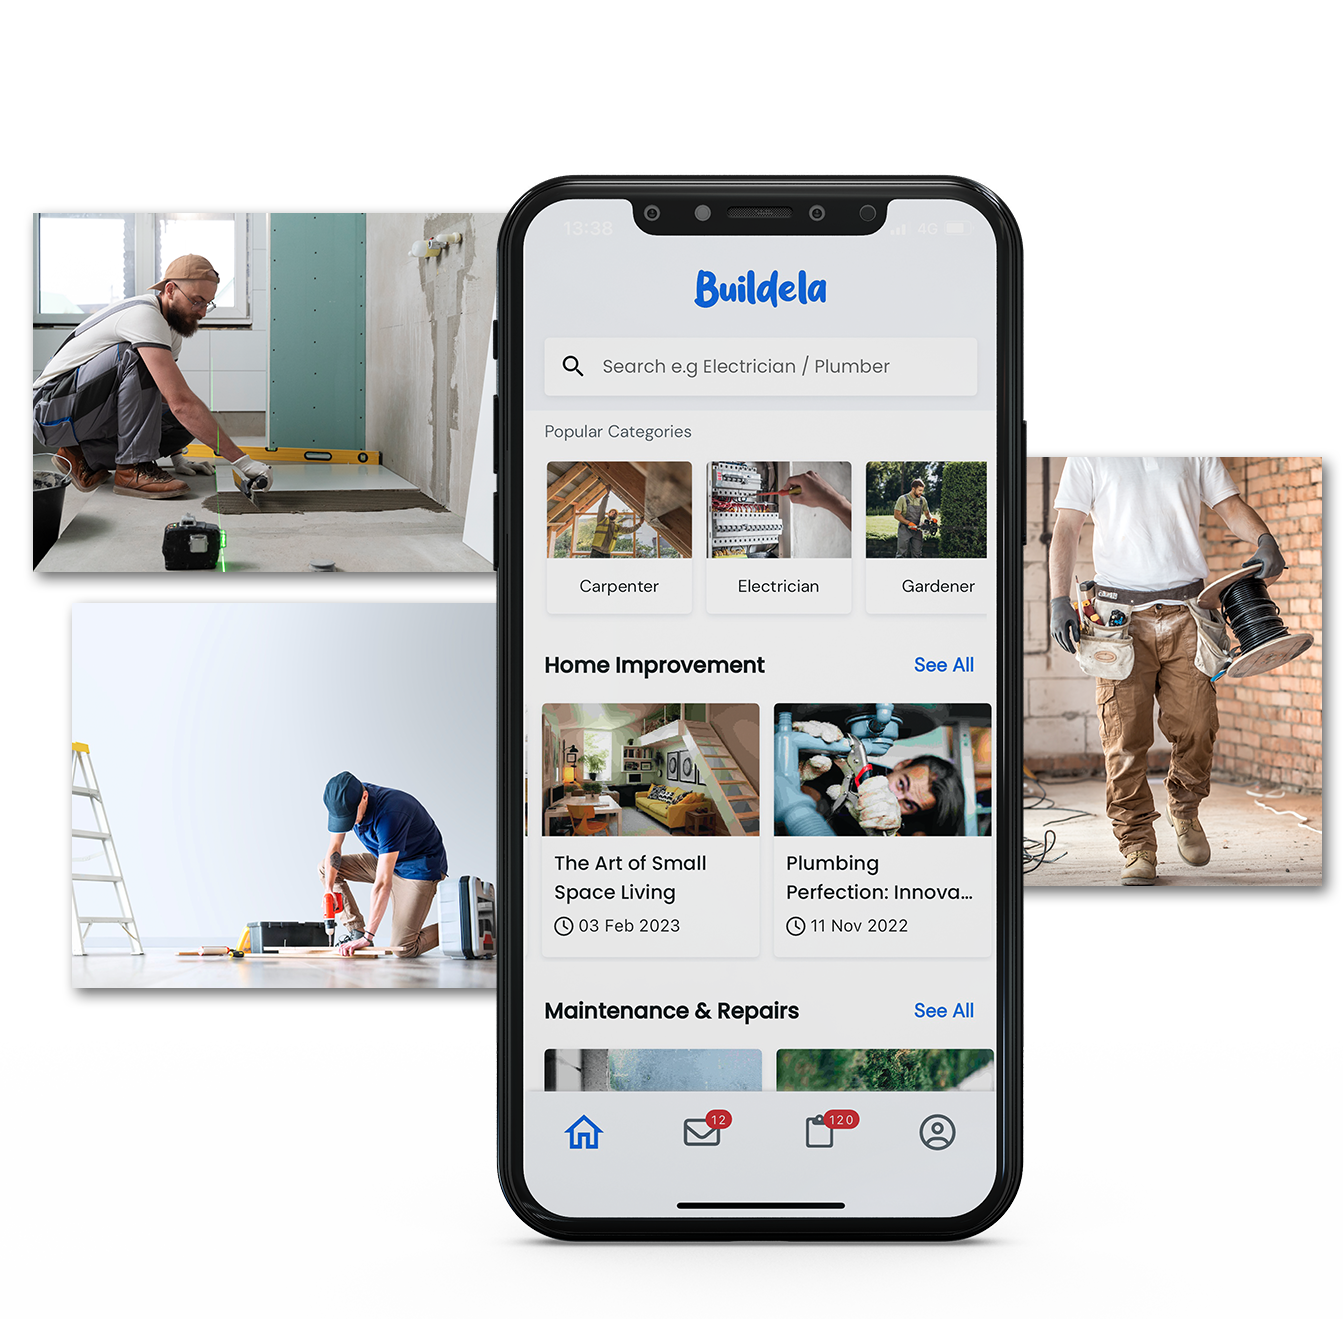 13:38
4G
Buildela
Search e.g Electrician / Plumber
Popular Categories
Carpenter
Electrician
Gardener
Home Improvement
See All
The Art of Small
Space Living
03 Feb 2023
Plumbing
Perfection: Innova...
11 Nov 2022
Maintenance & Repairs
See All
12
120